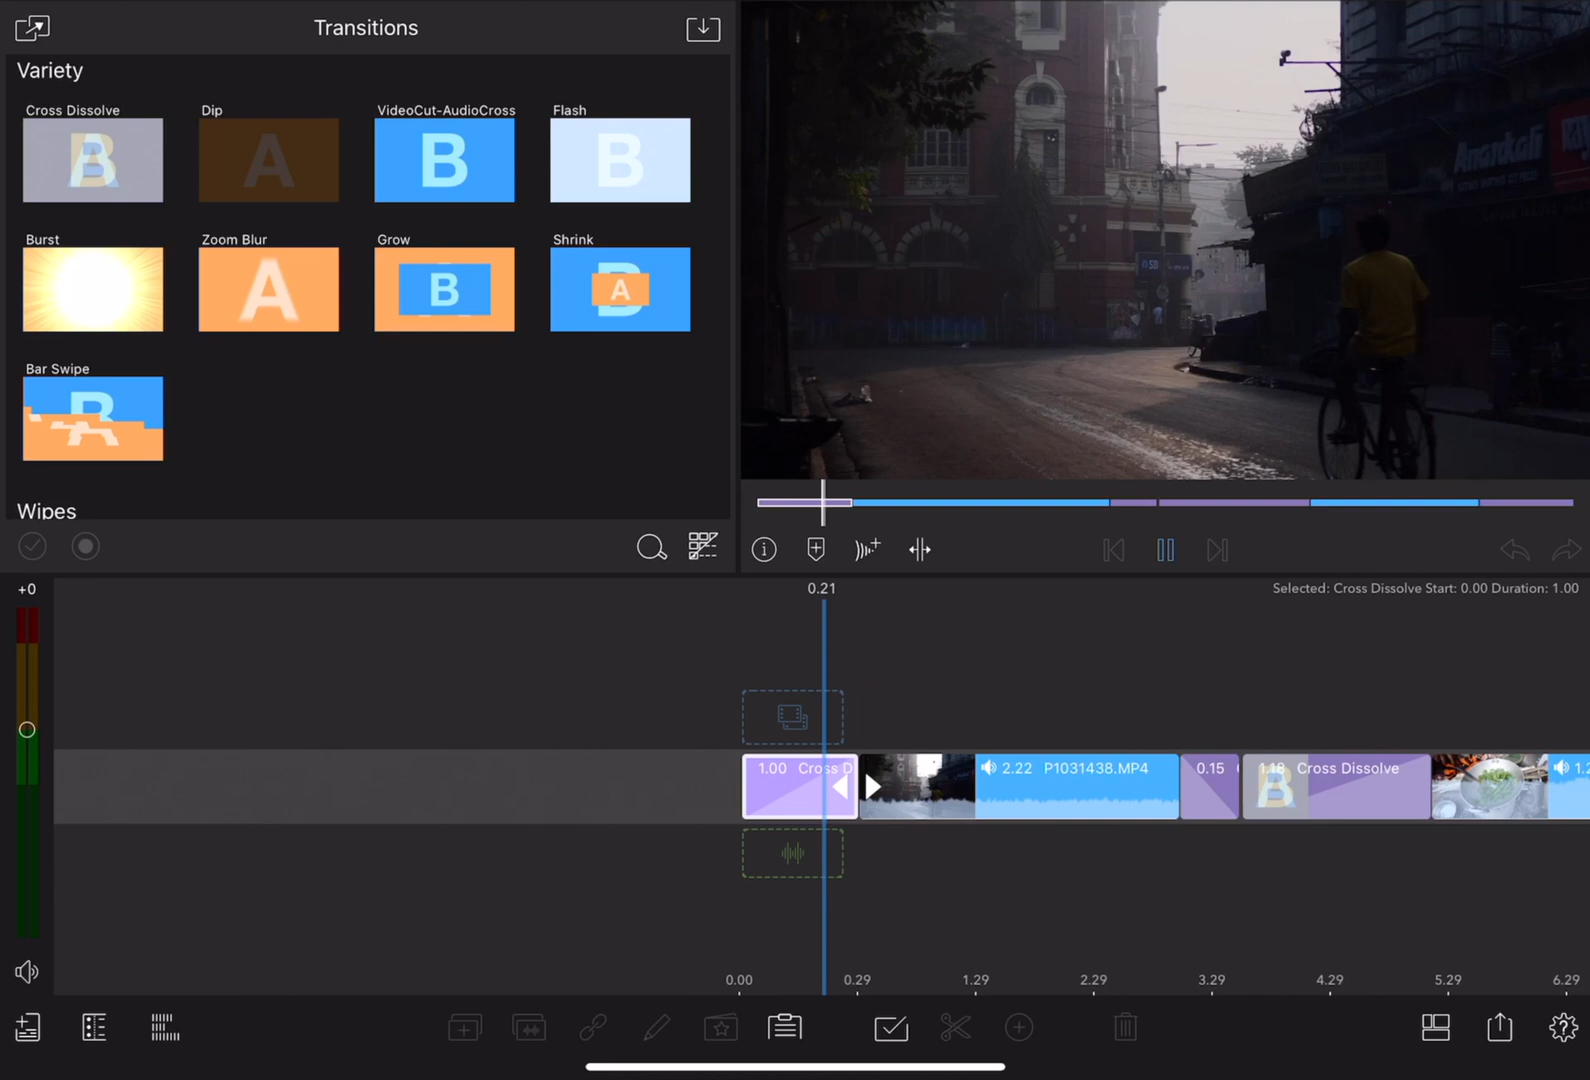 Transitions
Variety
Cross Dissolve
Dip
VideoCut-AudioCross
Flash
B
A
B
B
Burst
Zoom Blur
Grow
Shrink
A
B
A
B
Bar Swipe
B
A
Wipes
Anardkali
+0
0.21
Selected: Cross Dissolve Start: 0.00 Duration: 1.00
1.00 Cross D
2.22 P1031438.MP4
0.15
1.18 Cross Dissolve
1.2
0.00
0.29
1.29
2.29
3.29
4.29
5.29
6.29